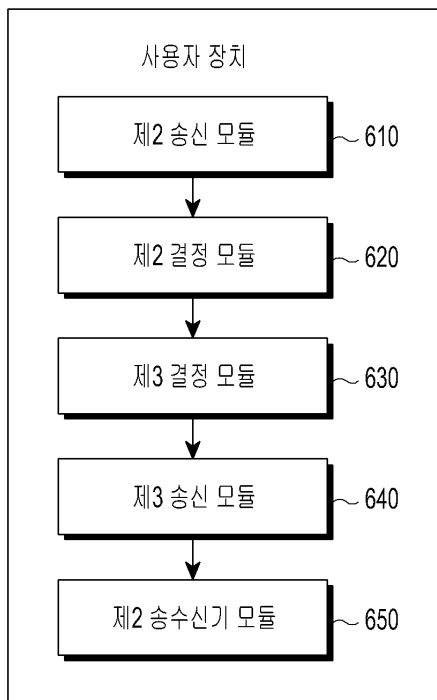 사용자 장치
제2 송신 모듈 610
제2 결정 모듈 620
제3 결정 모듈 630
제3 송신 모듈 640
제2 송수신기 모듈 650